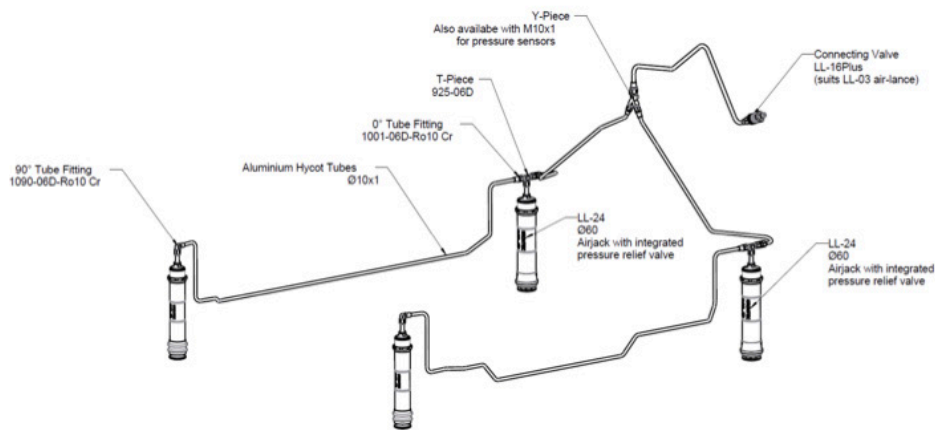 Y-Piece
Also availabe with M10x1
for pressure sensors
Connecting Valve
LL-16Plus
(suits LL-03 air-lance)
T-Piece
925-06D
0° Tube Fitting
1001-06D-Ro10 Cr
90° Tube Fitting
1090-06D-Ro10 Cr
Aluminium Hycot Tubes
Ø10x1
LL-24
Ø60
Airjack with integrated
pressure relief valve
LL-24
Ø60
Airjack with integrated
pressure relief valve